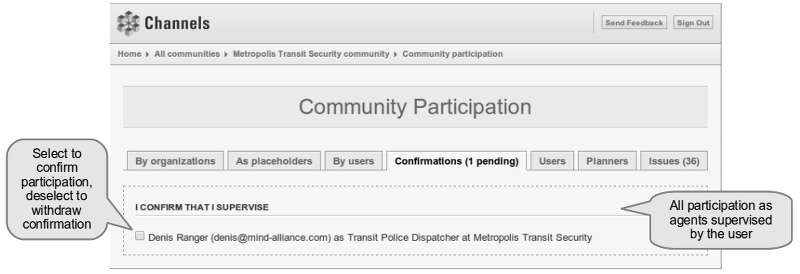 Channels
Send Feedback
Sign Out
Home ▸ All communities ▸ Metropolis Transit Security community ▸ Community participation
Community Participation
By organizations
As placeholders
By users
Confirmations (1 pending)
Users
Planners
Issues (36)
Select to
confirm
participation,
deselect to
withdraw
confirmation
I CONFIRM THAT I SUPERVISE
Denis Ranger (denis@mind-alliance.com) as Transit Police Dispatcher at Metropolis Transit Security
All participation as
agents supervised
by the user